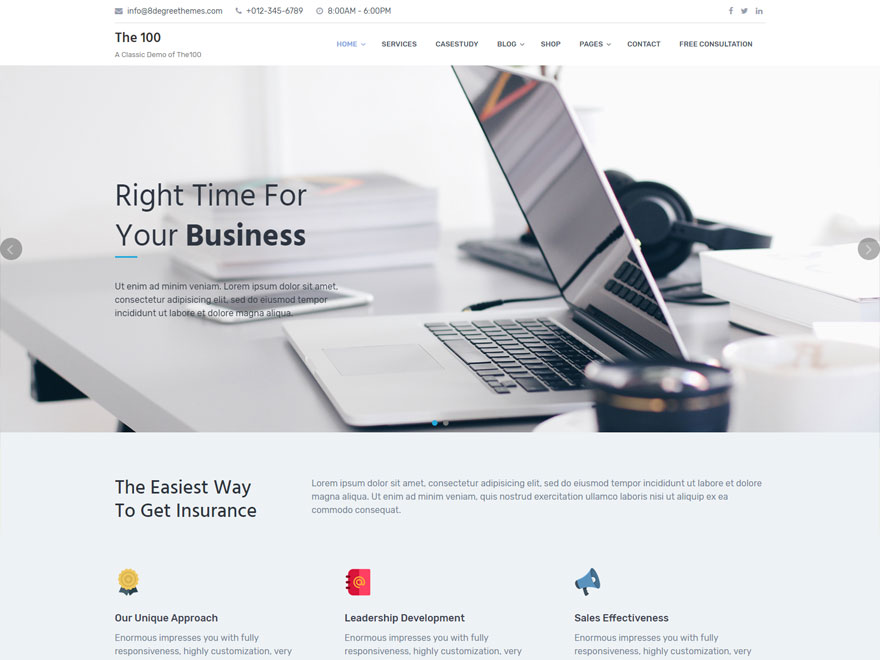 info@8degreethemes.com +012-345-6789 8:00AM - 6:00PM
The 100
A Classic Demo of The100
HOME SERVICES CASESTUDY BLOG SHOP PAGES CONTACT FREE CONSULTATION
Right Time For
Your Business
Ut enim ad minim veniam. Lorem ipsum dolor sit amet,
consectetur adipisicing elit, sed do eiusmod tempor
incididunt ut labore et dolore magna aliqua.
The Easiest Way
To Get Insurance
Lorem ipsum dolor sit amet, consectetur adipisicing elit, sed do eiusmod tempor incididunt ut labore et dolore
magna aliqua. Ut enim ad minim veniam, quis nostrud exercitation ullamco laboris nisi ut aliquip ex ea
commodo consequat.
Our Unique Approach
Enormous impresses you with fully
responsiveness, highly customization, very
Leadership Development
Enormous impresses you with fully
responsiveness, highly customization, very
Sales Effectiveness
Enormous impresses you with fully
responsiveness, highly customization, very